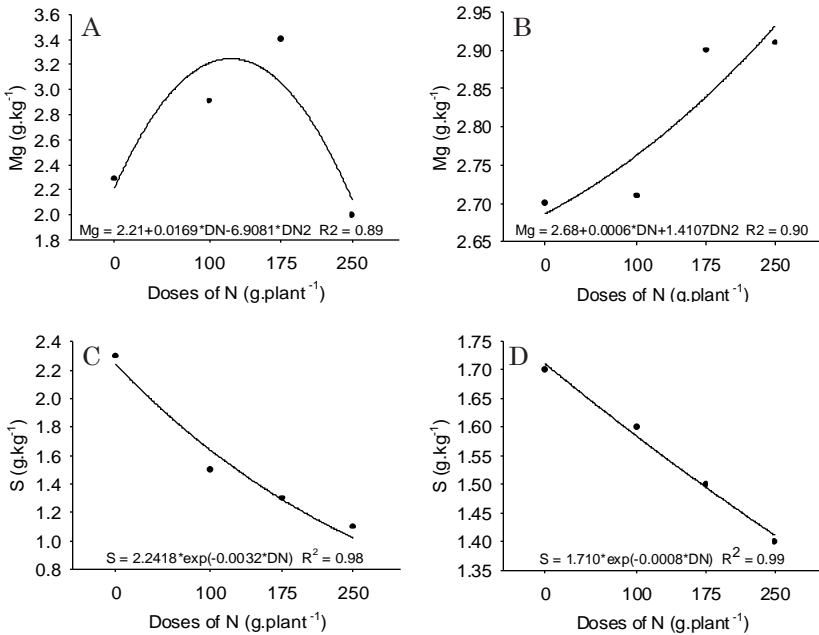 A
Mg (g.kg-1)
3.6
3.4
3.2
3.0
2.8
2.6
2.4
2.2
2.0
1.8
Mg = 2.21+0.0169*DN-6.9081*DN2 R2 = 0.89
0 100 175 250
Doses of N (g.plant-1)
B
Mg (g.kg-1)
2.95
2.90
2.85
2.80
2.75
2.70
2.65
Mg = 2.68+0.0006*DN+1.4107DN2 R2 = 0.90
0 100 175 250
Doses of N (g.plant-1)
C
S (g.kg-1)
2.4
2.2
2.0
1.8
1.6
1.4
1.2
1.0
0.8
S = 2.2418*exp(-0.0032*DN) R2 = 0.98
0 100 175 250
Doses of N (g.plant-1)
D
S (g.kg-1)
1.75
1.70
1.65
1.60
1.55
1.50
1.45
1.40
1.35
S = 1.710*exp(-0.0008*DN) R2 = 0.99
0 100 175 250
Doses of N (g.plant-1)